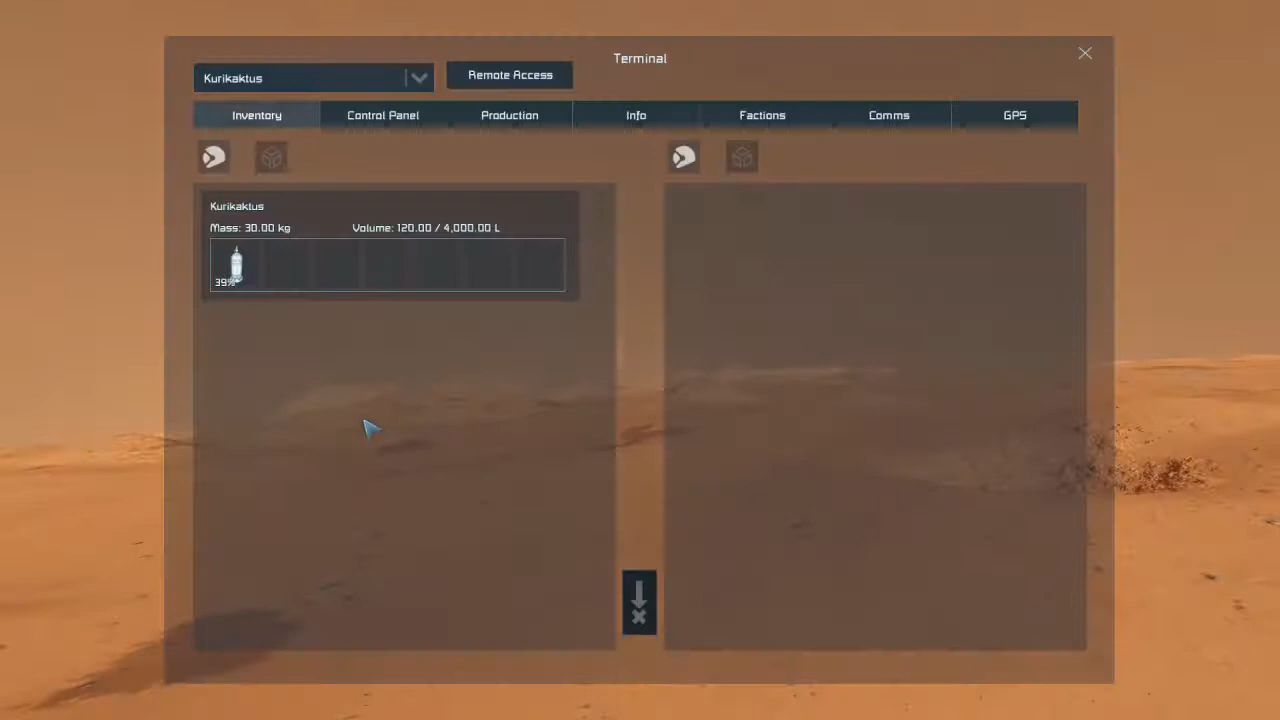 Terminal
Kurikaktus
Remote Access
Inventory
Control Panel
Production
Info
Factions
Comms
GPS
Kurikaktus
Mass: 30.00 kg
Volume: 120.00 / 4,000.00 L
39%